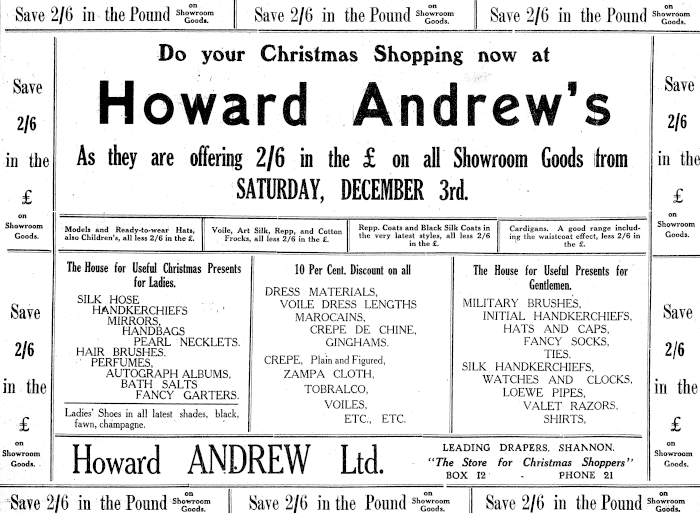 Save 2/6 in the Pound on Showroom Goods.
Save 2/6 in the Pound on Showroom Goods.
Save 2/6 in the Pound on Showroom Goods.
Save
2/6
in the
£
on
Showroom
Goods.
Save
2/6
in the
£
on
Showroom
Goods.
Do your Christmas Shopping now at
Howard Andrew's
As they are offering 2/6 in the £ on all Showroom Goods from
SATURDAY, DECEMBER 3rd.
Models and Ready-to-wear Hats,
also Children's, all less 2/6 in the £.
Voile, Art Silk, Repp, and Cotton
Frocks, all less 2/6 in the £.
Repp. Coats and Black Silk Coats in
the very latest styles, all less 2/6
in the £.
Cardigans. A good range includ-
ing the waistcoat effect, less 2/6 in
the £.
The House for Useful Christmas Presents
for Ladies.
SILK HOSE
HANDKERCHIEFS
MIRRORS,
HANDBAGS
PEARL NECKLETS.
HAIR BRUSHES.
PERFUMES,
AUTOGRAPH ALBUMS,
BATH SALTS
FANCY GARTERS.
Ladies' Shoes in all latest shades, black,
fawn, champagne.
10 Per Cent. Discount on all
DRESS MATERIALS,
VOILE DRESS LENGTHS
MAROCAINS,
CREPE DE CHINE,
GINGHAMS.
CREPE, Plain and Figured,
ZAMPA CLOTH,
TOBRALCO,
VOILES,
ETC., ETC.
The House for Useful Presents for
Gentlemen.
MILITARY BRUSHES,
INITIAL HANDKERCHIEFS,
HATS AND CAPS,
FANCY SOCKS,
TIES.
SILK HANDKERCHIEFS,
WATCHES AND CLOCKS,
LOEWE PIPES,
VALET RAZORS,
SHIRTS,
Howard ANDREW Ltd.
LEADING DRAPERS, SHANNON.
"The Store for Christmas Shoppers"
BOX 12 - PHONE 21
Save
2/6
in the
£
on
Showroom
Goods.
Save
2/6
in the
£
on
Showroom
Goods.
Save 2/6 in the Pound on Showroom Goods.
Save 2/6 in the Pound on Showroom Goods.
Save 2/6 in the Pound on Showroom Goods.